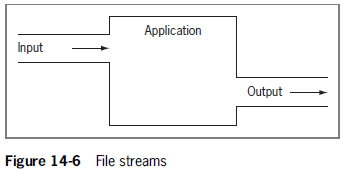 Application
Input
Output
Figure 14-6 File streams